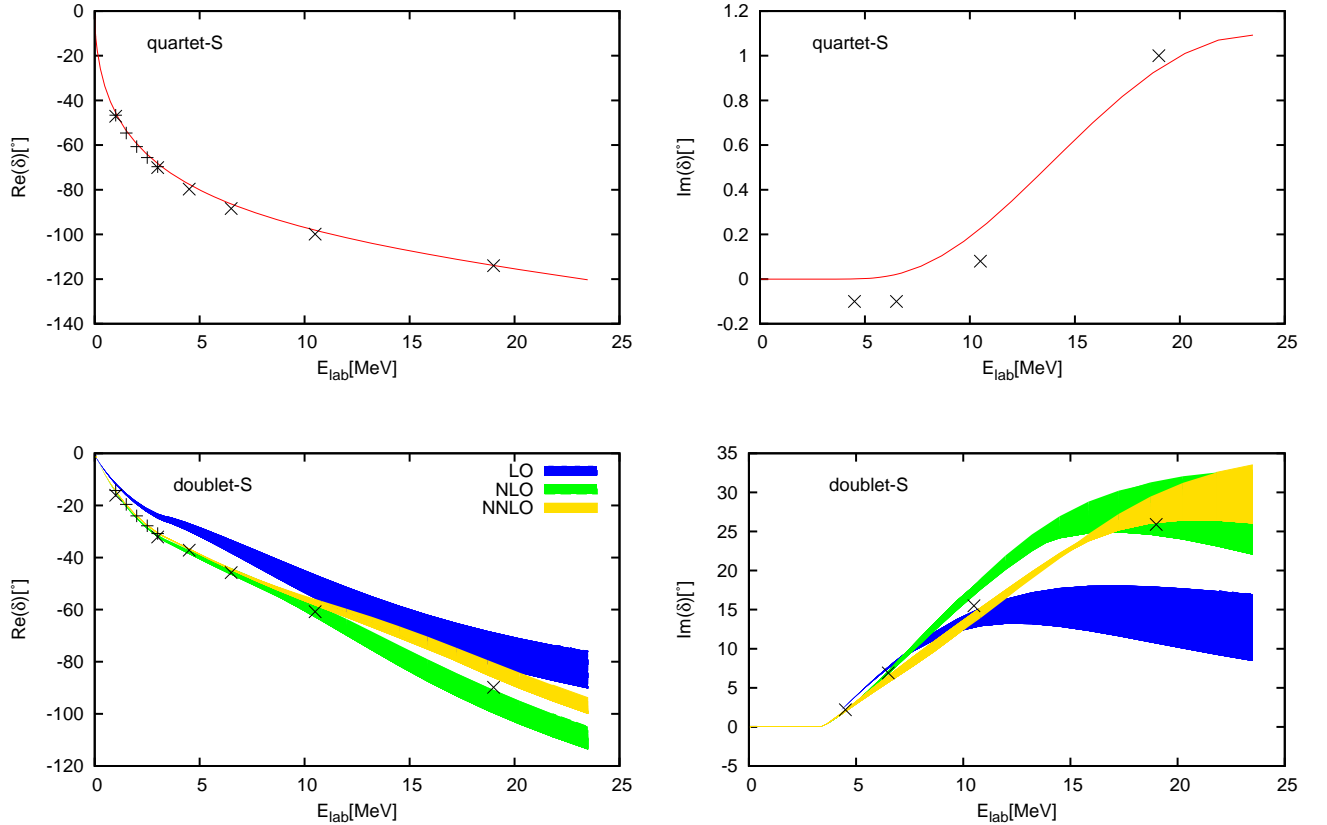 quartet-S
Re(δ)[°]
0
-20
-40
-60
-80
-100
-120
-140
0 5 10 15 20 25
E_lab[MeV]
quartet-S
Im(δ)[°]
1.2
1
0.8
0.6
0.4
0.2
0
-0.2
0 5 10 15 20 25
E_lab[MeV]
doublet-S
LO
NLO
NNLO
Re(δ)[°]
0
-20
-40
-60
-80
-100
-120
0 5 10 15 20 25
E_lab[MeV]
doublet-S
Im(δ)[°]
35
30
25
20
15
10
5
0
-5
0 5 10 15 20 25
E_lab[MeV]